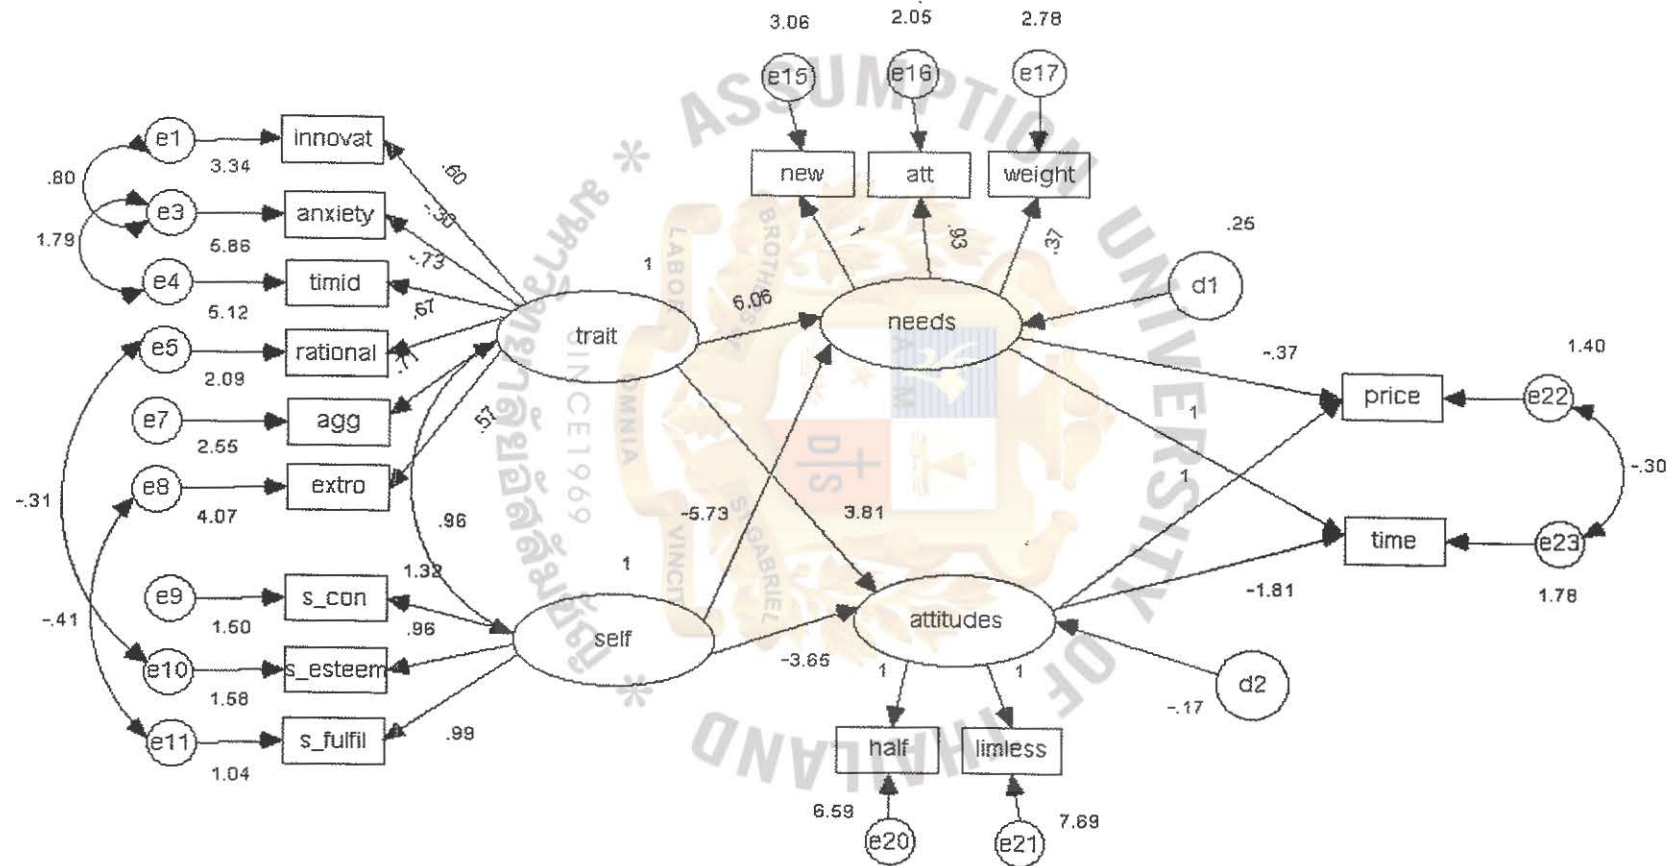 3.06
2.05
2.78
e15
e16
e17
e1
innovat
3.34
.60
new
att
weight
.80
e3
anxiety
5.86
-.30
1
.93
.37
.25
1.79
e4
timid
5.12
-.73
1
6.06
needs
d1
.67
trait
e5
rational
2.09
-.37
1.40
price
e22
e7
agg
2.55
.57
1
e8
extro
4.07
1
-.30
-.31
.96
-5.73
3.81
time
e23
1.78
1.32
1
e9
s_con
1.50
.96
self
attitudes
-1.81
-.41
e10
s_esteem
1.58
-3.65
1
1
d2
-.17
e11
s_fulfil
1.04
.99
half
limless
6.59
e20
e21
7.69
* ASSUMPTION UNIVERSITY OF THAILAND *
SINCE1969
LABOR
OMNIA
VINCIT
BROTHERS OF
ST GABRIEL
D S